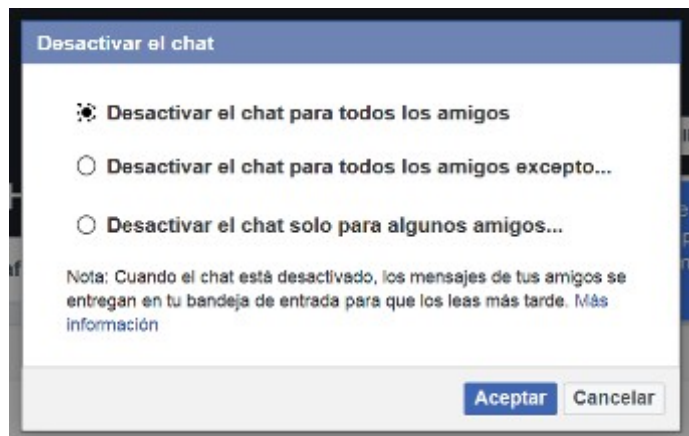 Desactivar el chat
Desactivar el chat para todos los amigos
Desactivar el chat para todos los amigos excepto...
Desactivar el chat solo para algunos amigos...
Nota: Cuando el chat está desactivado, los mensajes de tus amigos se
entregan en tu bandeja de entrada para que los leas más tarde. Más
información
Aceptar Cancelar